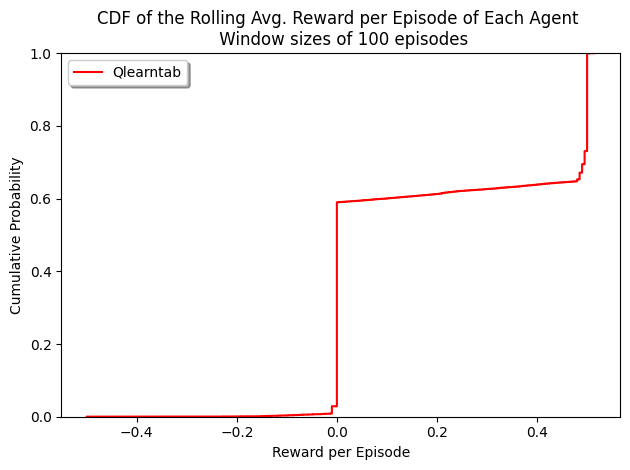 CDF of the Rolling Avg. Reward per Episode of Each Agent
Window sizes of 100 episodes
Qlearntab
Cumulative Probability
1.0
0.8
0.6
0.4
0.2
0.0
−0.4 −0.2 0.0 0.2 0.4
Reward per Episode